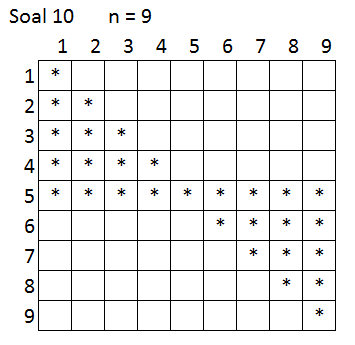 Soal 10 n = 9
1 2 3 4 5 6 7 8 9
1 *
2 * *
3 * * *
4 * * * *
5 * * * * * * * * *
6 * * * *
7 * * *
8 * *
9 *